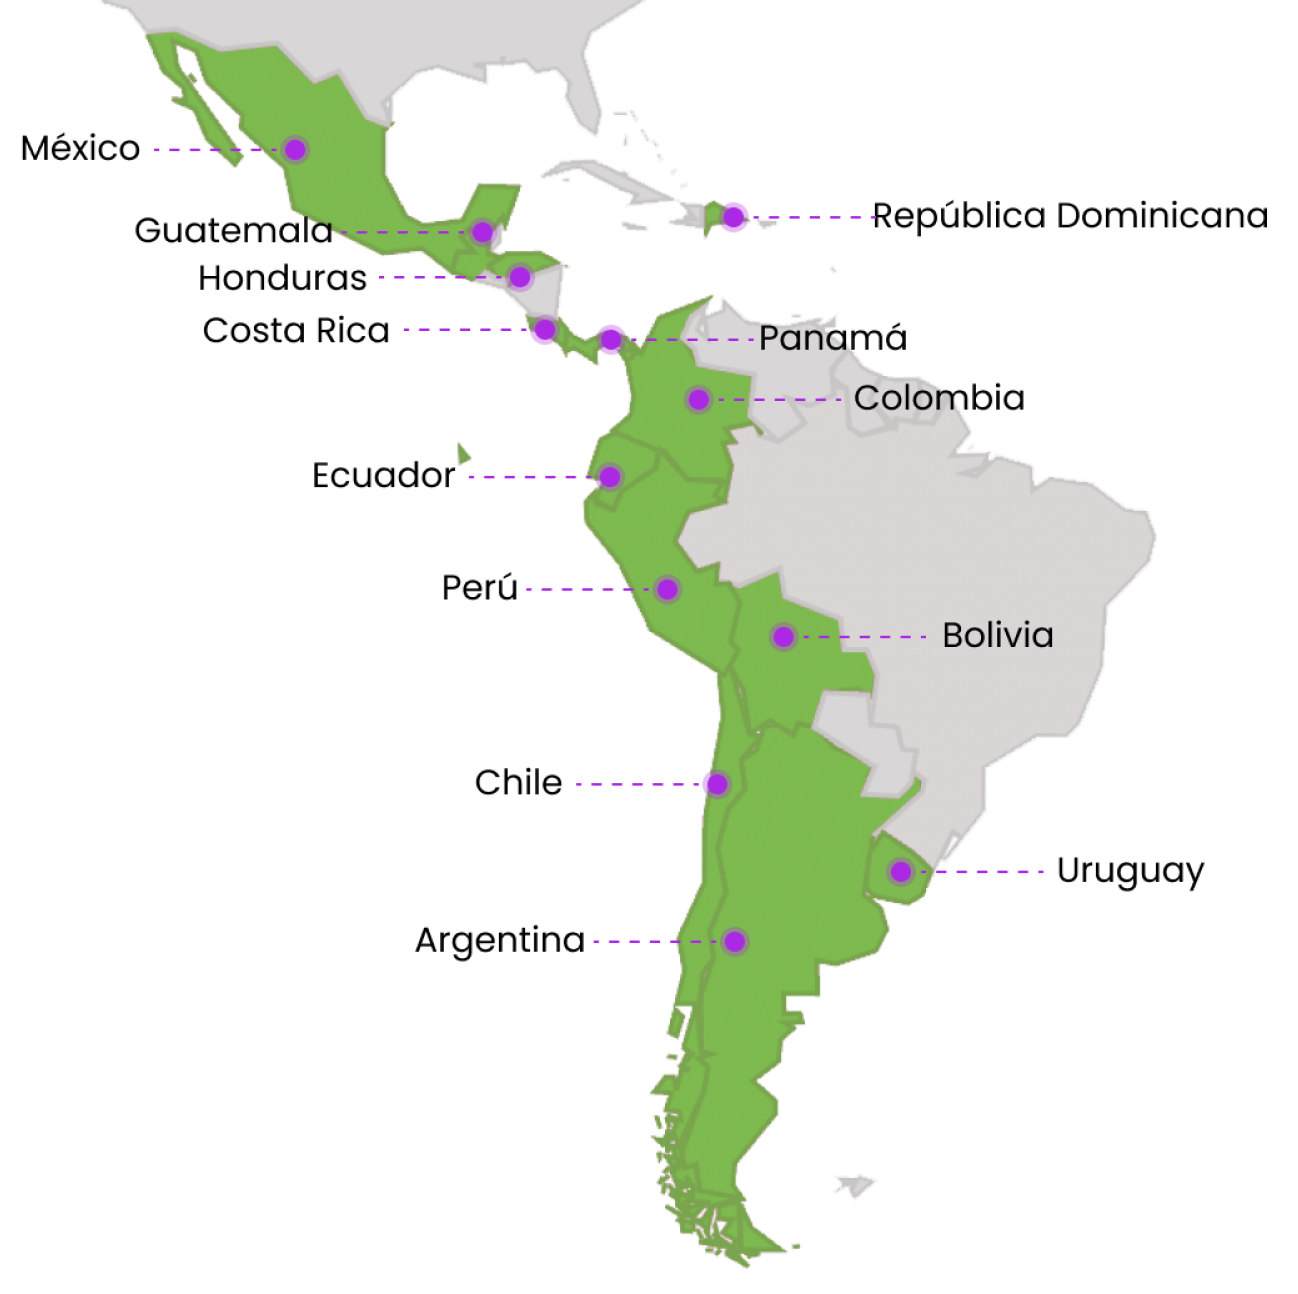 México
República Dominicana
Guatemala
Honduras
Costa Rica
Panamá
Colombia
Ecuador
Perú
Bolivia
Chile
Uruguay
Argentina